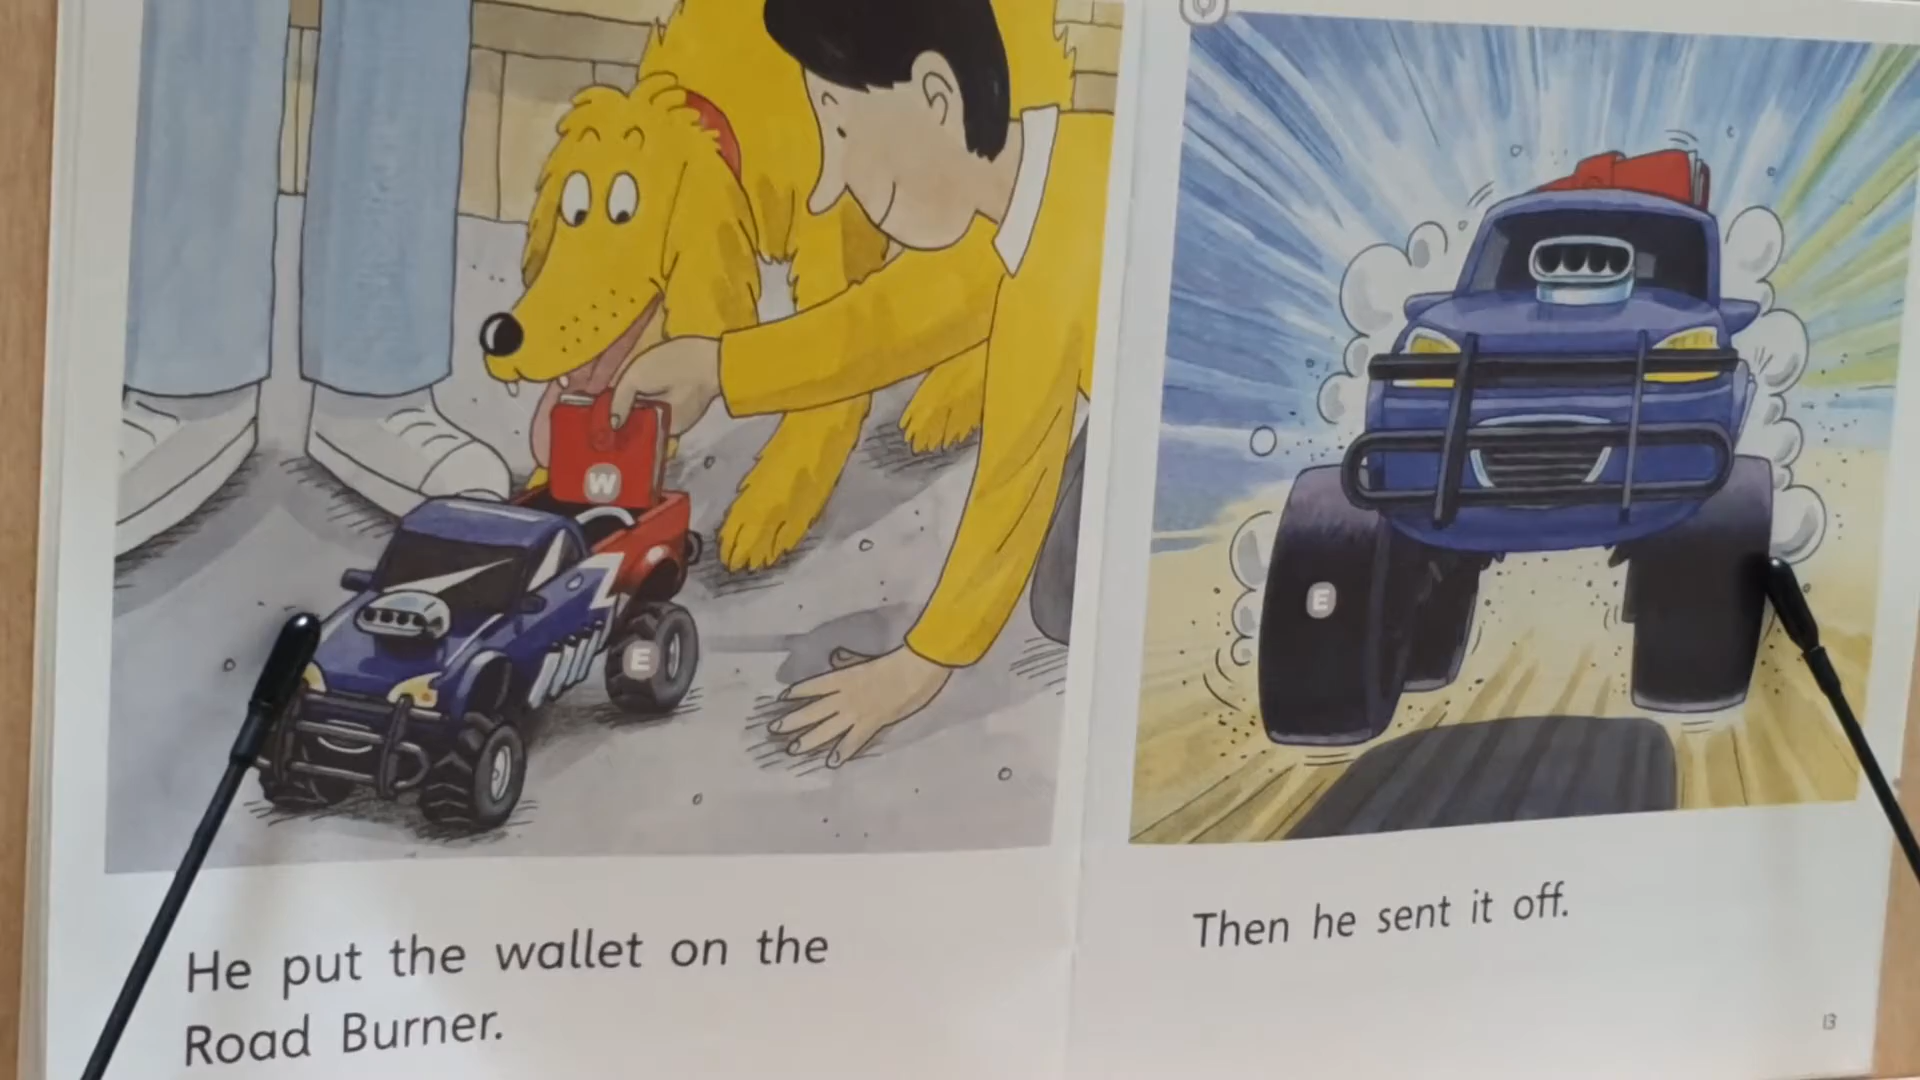 W
E
He put the wallet on the
Road Burner.
E
Then he sent it off.
13